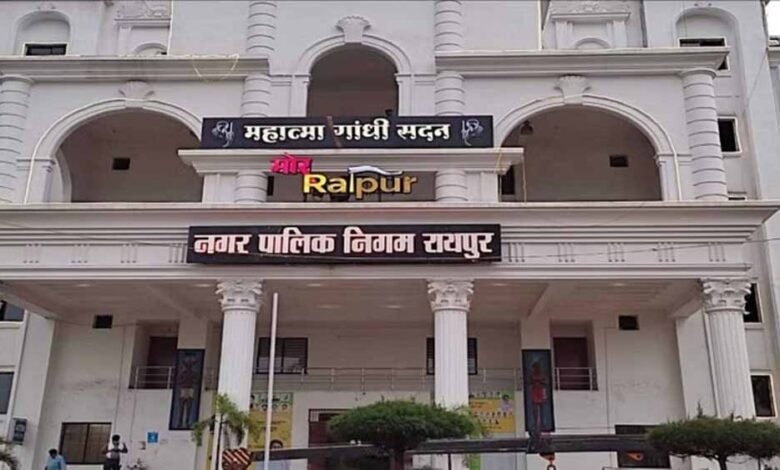 महात्मा गांधी सदन
मोर
Raipur
नगर पालिक निगम रायपुर